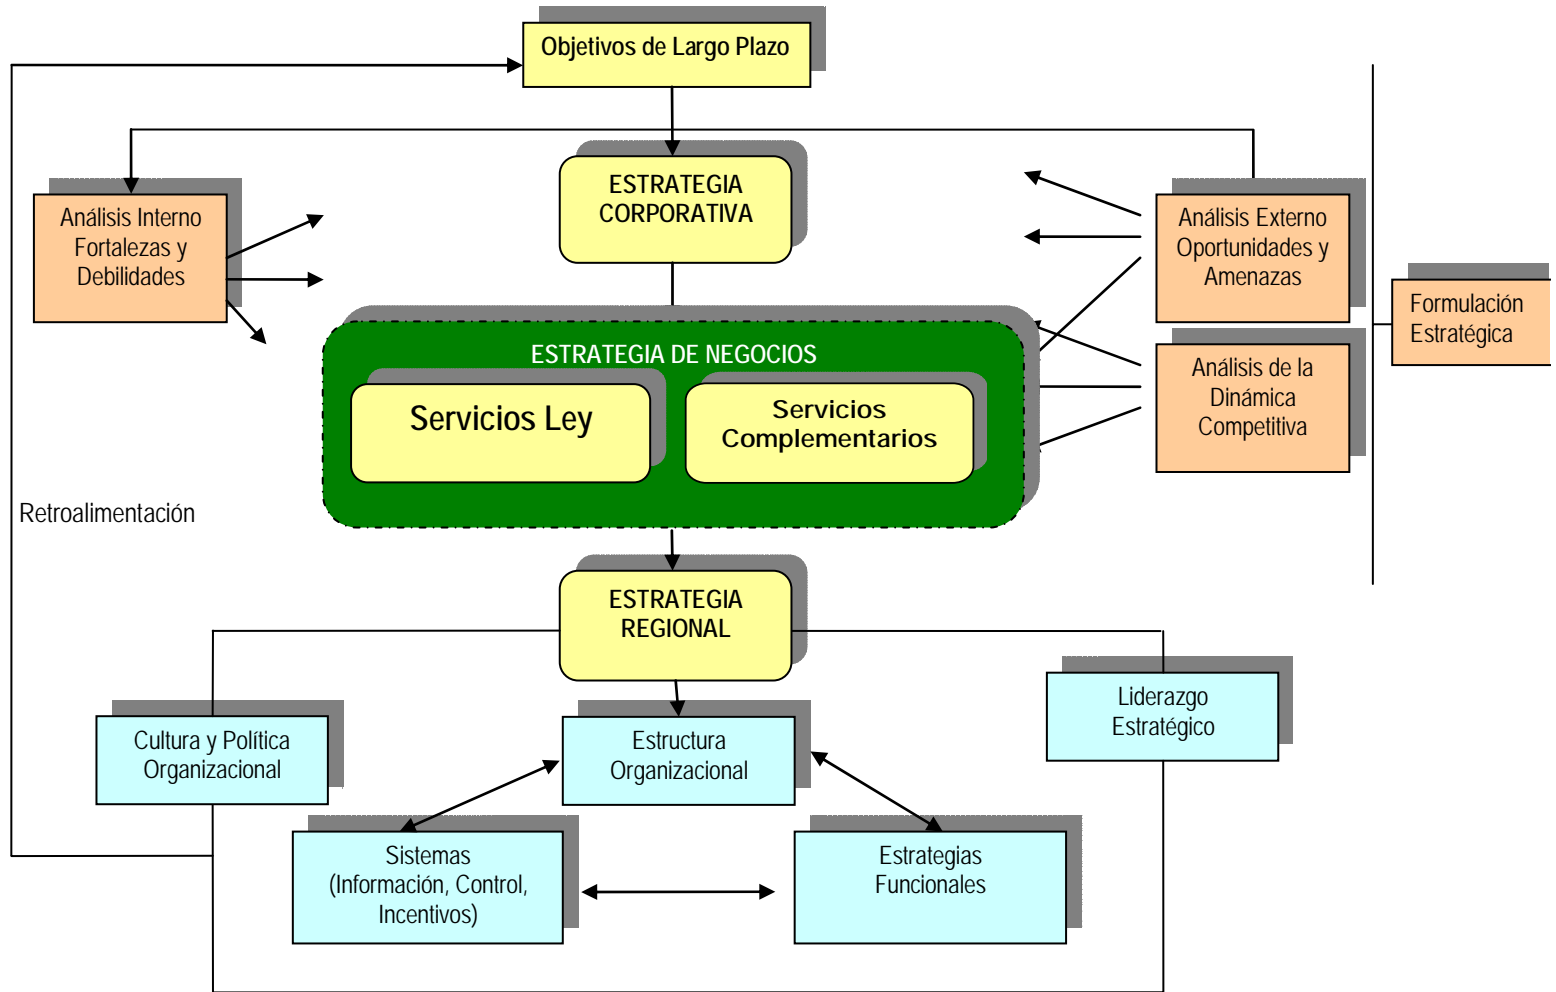 Objetivos de Largo Plazo
ESTRATEGIA
CORPORATIVA
Análisis Interno
Fortalezas y
Debilidades
Análisis Externo
Oportunidades y
Amenazas
Formulación
Estratégica
ESTRATEGIA DE NEGOCIOS
Servicios Ley
Servicios
Complementarios
Análisis de la
Dinámica
Competitiva
Retroalimentación
ESTRATEGIA
REGIONAL
Cultura y Política
Organizacional
Estructura
Organizacional
Liderazgo
Estratégico
Sistemas
(Información, Control,
Incentivos)
Estrategias
Funcionales